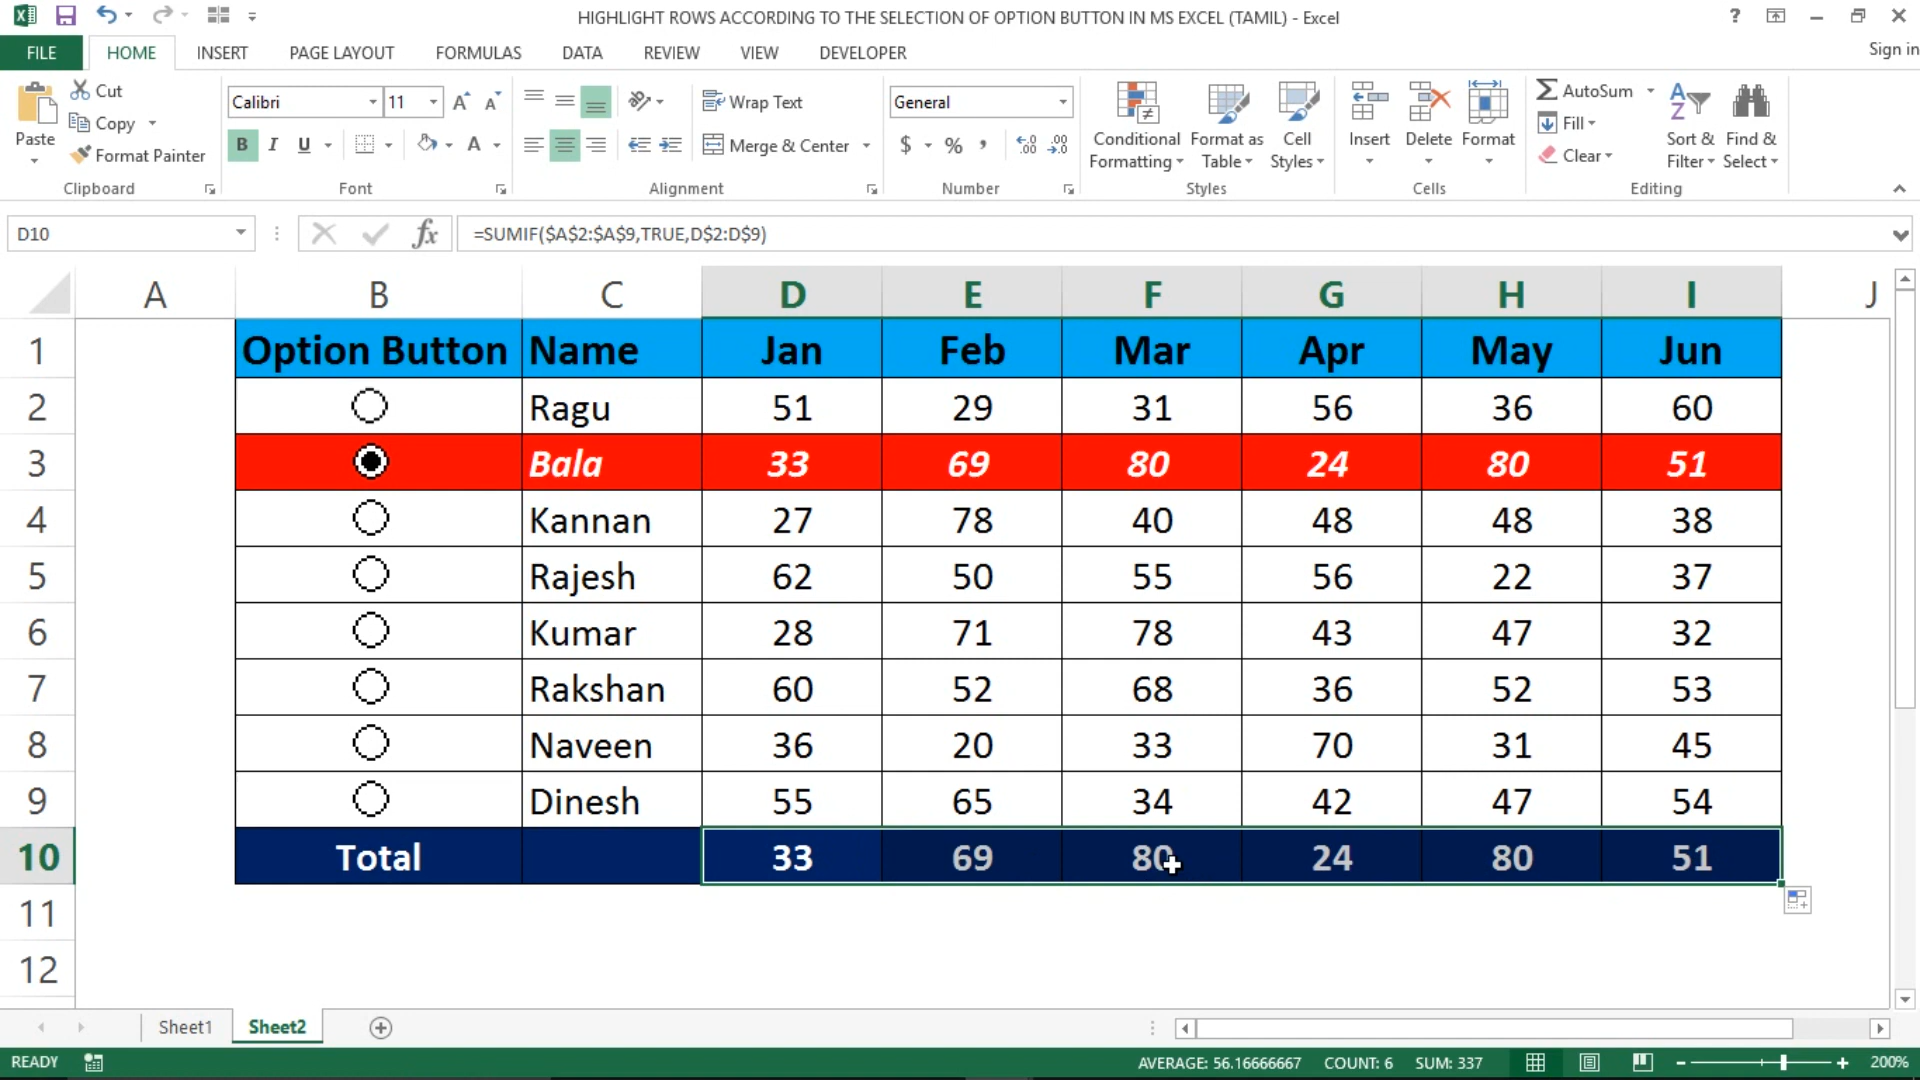 HIGHLIGHT ROWS ACCORDING TO THE SELECTION OF OPTION BUTTON IN MS EXCEL (TAMIL) - Excel
FILE HOME INSERT PAGE LAYOUT FORMULAS DATA REVIEW VIEW DEVELOPER Sign in
Paste Cut Copy Format Painter Clipboard
Calibri 11 B I U A Font
Wrap Text Merge & Center Alignment
General $ % , Number
Conditional Formatting Format as Table Cell Styles Styles
Insert Delete Format Cells
AutoSum Fill Clear Sort & Filter Find & Select Editing
D10 fx =SUMIF($A$2:$A$9,TRUE,D$2:D$9)
A B C D E F G H I J
1 Option Button Name Jan Feb Mar Apr May Jun
2 Ragu 51 29 31 56 36 60
3 Bala 33 69 80 24 80 51
4 Kannan 27 78 40 48 48 38
5 Rajesh 62 50 55 56 22 37
6 Kumar 28 71 78 43 47 32
7 Rakshan 60 52 68 36 52 53
8 Naveen 36 20 33 70 31 45
9 Dinesh 55 65 34 42 47 54
10 Total 33 69 80 24 80 51
11
12
Sheet1 Sheet2
READY AVERAGE: 56.16666667 COUNT: 6 SUM: 337 200%